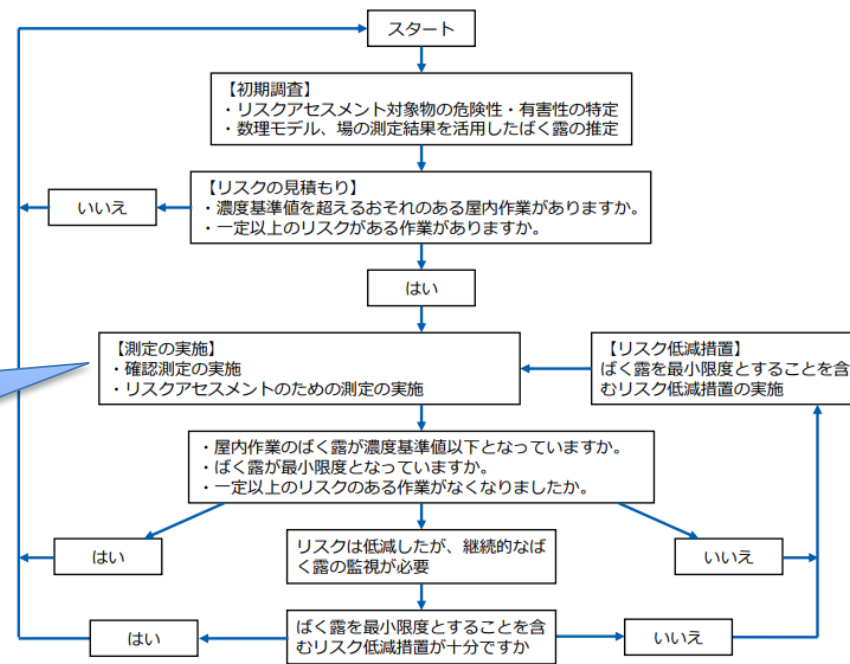 スタート
【初期調査】
・リスクアセスメント対象物の危険性・有害性の特定
・数理モデル、場の測定結果を活用したばく露の推定
【リスクの見積もり】
・濃度基準値を超えるおそれのある屋内作業がありますか。
・一定以上のリスクがある作業がありますか。
いいえ
はい
【測定の実施】
・確認測定の実施
・リスクアセスメントのための測定の実施
【リスク低減措置】
ばく露を最小限度とすることを含
むリスク低減措置の実施
・屋内作業のばく露が濃度基準値以下となっていますか。
・ばく露が最小限度となっていますか。
・一定以上のリスクのある作業がなくなりましたか。
はい
リスクは低減したが、継続的なば
く露の監視が必要
いいえ
はい
ばく露を最小限度とすることを含
むリスク低減措置が十分ですか
いいえ